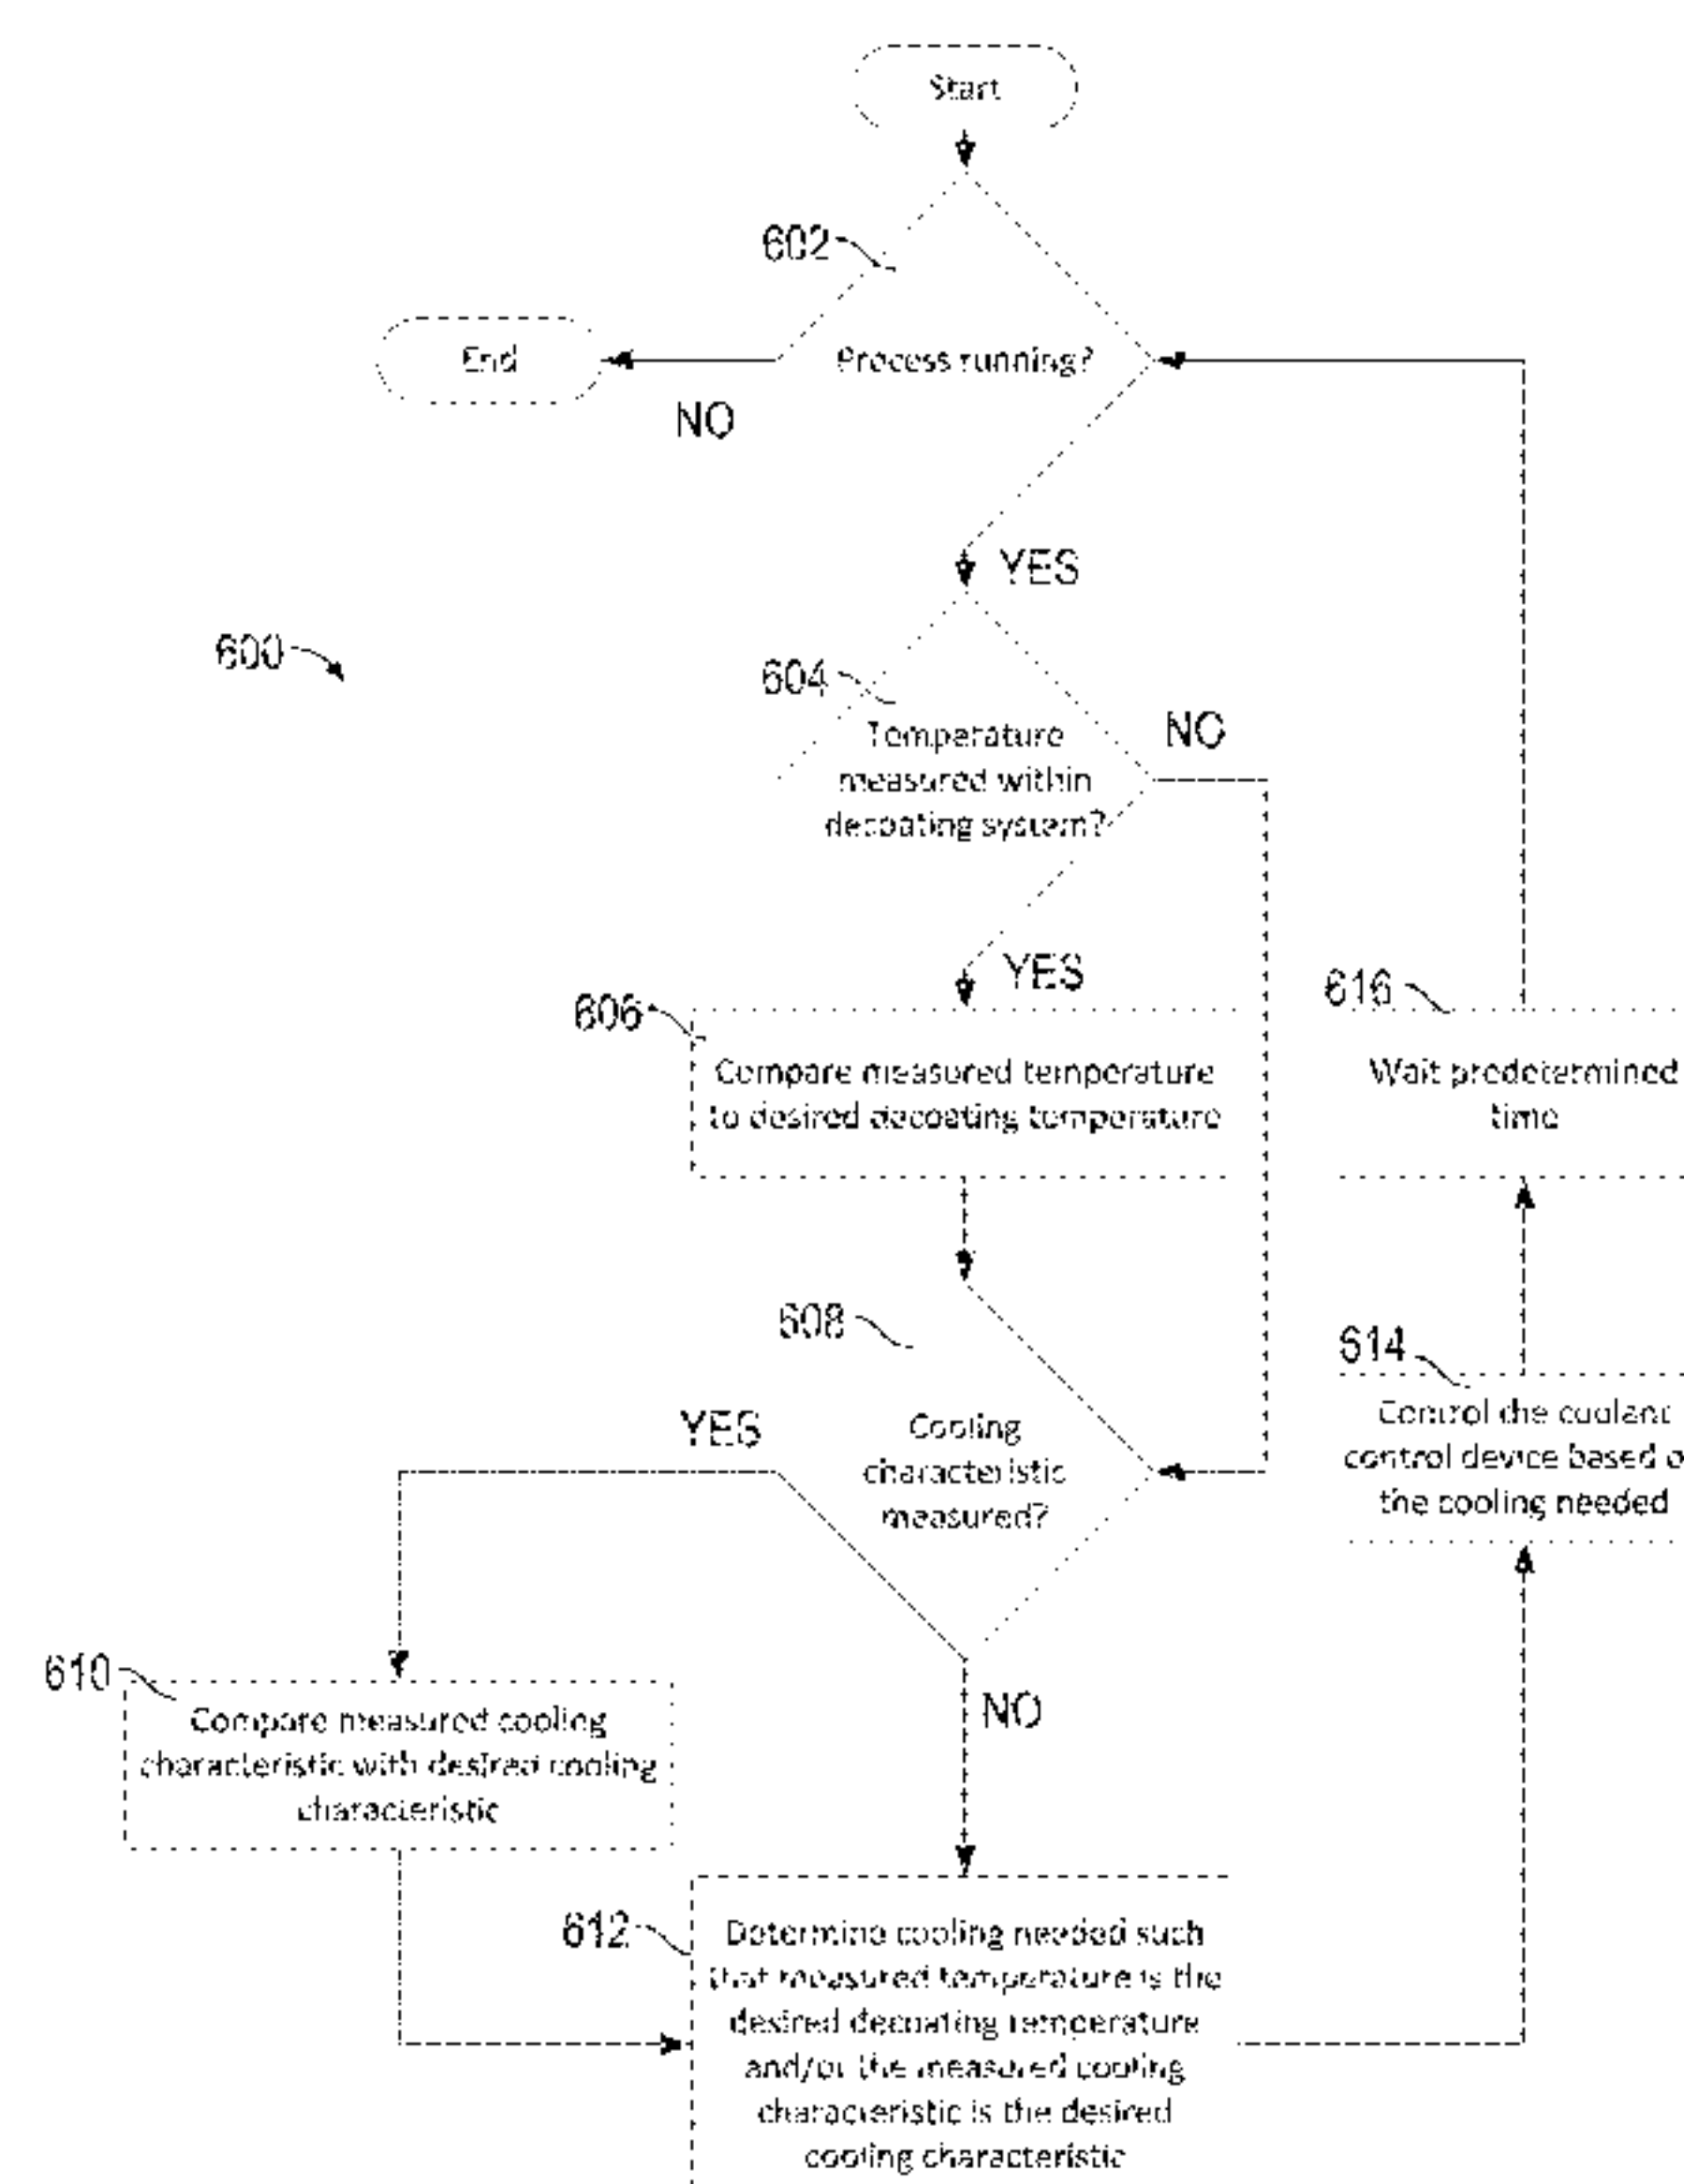 Start
602
Process running?
End
NO
YES
600
604
Temperature
measured within
decoating system?
NO
YES
606
Compare measured temperature
to desired decoating temperature
616
Wait predetermined
time
608
Cooling
characteristic
measured?
YES
NO
614
Control the coolant
control device based o
the cooling needed
610
Compare measured cooling
characteristic with desired cooling
characteristic
612
Determine cooling needed such
that measured temperature is the
desired decoating temperature
and/or the measured cooling
characteristic is the desired
cooling characteristic